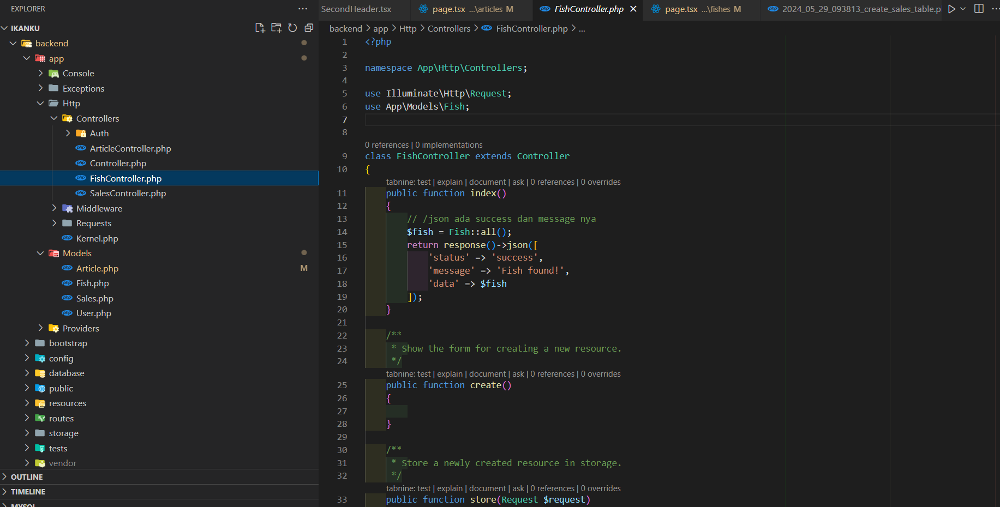 EXPLORER
IKANKU
backend
app
Console
Exceptions
Http
Controllers
Auth
ArticleController.php
Controller.php
FishController.php
SalesController.php
Middleware
Requests
Kernel.php
Models
Article.php M
Fish.php
Sales.php
User.php
Providers
bootstrap
config
database
public
resources
routes
storage
tests
vendor
OUTLINE
TIMELINE
MYSQL
SecondHeader.tsx
page.tsx ...\articles M
FishController.php
page.tsx ...\fishes M
2024_05_29_093813_create_sales_table.p
backend > app > Http > Controllers > FishController.php > ...
1 <?php
2
3 namespace App\Http\Controllers;
4
5 use Illuminate\Http\Request;
6 use App\Models\Fish;
7
8
0 references | 0 implementations
9 class FishController extends Controller
10 {
tabnine: test | explain | document | ask | 0 references | 0 overrides
11 public function index()
12 {
13 // /json ada success dan message nya
14 $fish = Fish::all();
15 return response()->json([
16 'status' => 'success',
17 'message' => 'Fish found!',
18 'data' => $fish
19 ]);
20 }
21
22 /**
23 * Show the form for creating a new resource.
24 */
tabnine: test | explain | document | ask | 0 references | 0 overrides
25 public function create()
26 {
27
28 }
29
30 /**
31 * Store a newly created resource in storage.
32 */
tabnine: test | explain | document | ask | 0 references | 0 overrides
33 public function store(Request $request)